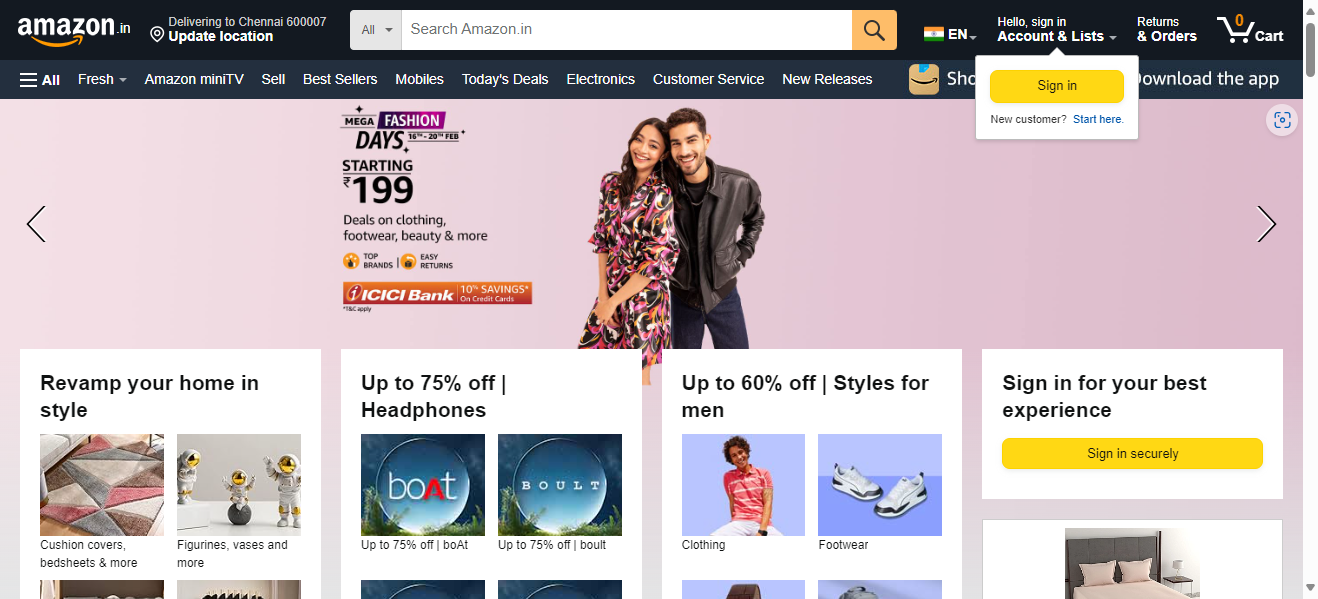 amazon.in
Delivering to Chennai 600007
Update location
All
Search Amazon.in
EN
Hello, sign in
Account & Lists
Returns
& Orders
0
Cart
All
Fresh
Amazon miniTV
Sell
Best Sellers
Mobiles
Today's Deals
Electronics
Customer Service
New Releases
Sho
Download the app
Sign in
New customer? Start here.
MEGA FASHION
DAYS 16TH - 20TH FEB
STARTING
₹199
Deals on clothing,
footwear, beauty & more
TOP
BRANDS
EASY
RETURNS
ICICI Bank
10% SAVINGS*
On Credit Cards
*T&C apply
Revamp your home in
style
Cushion covers,
bedsheets & more
Figurines, vases and
more
Up to 75% off |
Headphones
boAt
BOULT
Up to 75% off | boAt
Up to 75% off | boult
Up to 60% off | Styles for
men
Clothing
Footwear
Sign in for your best
experience
Sign in securely